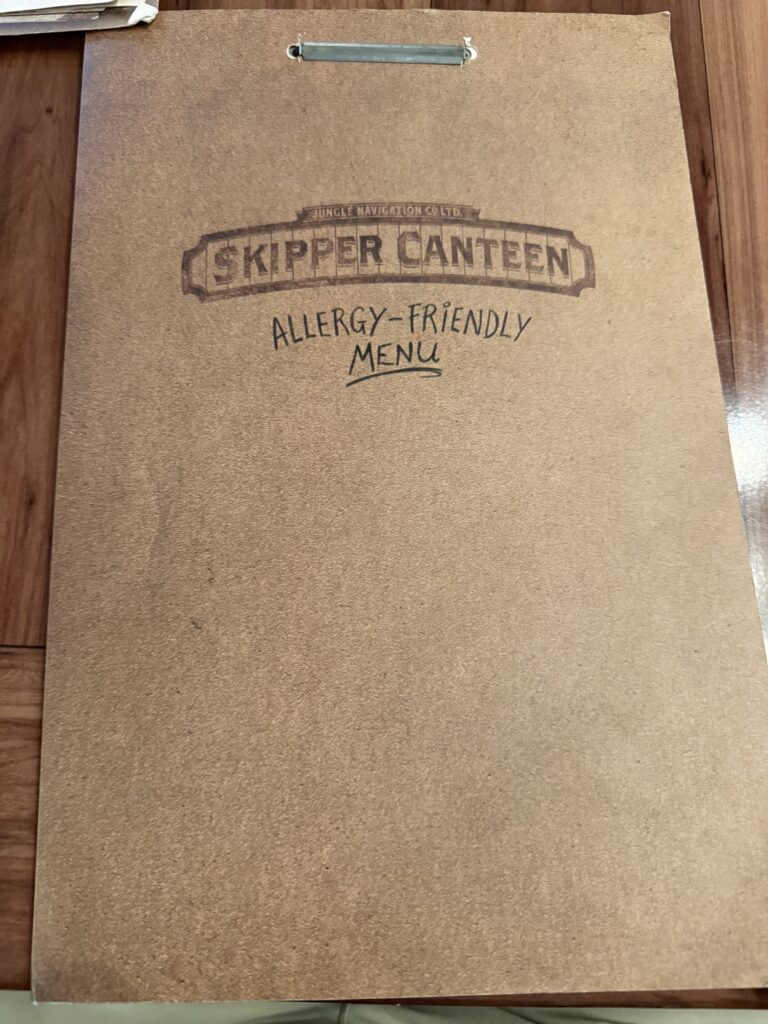 JUNGLE NAVIGATION CO. LTD.
SKIPPER CANTEEN
ALLERGY-FRIENDLY
MENU